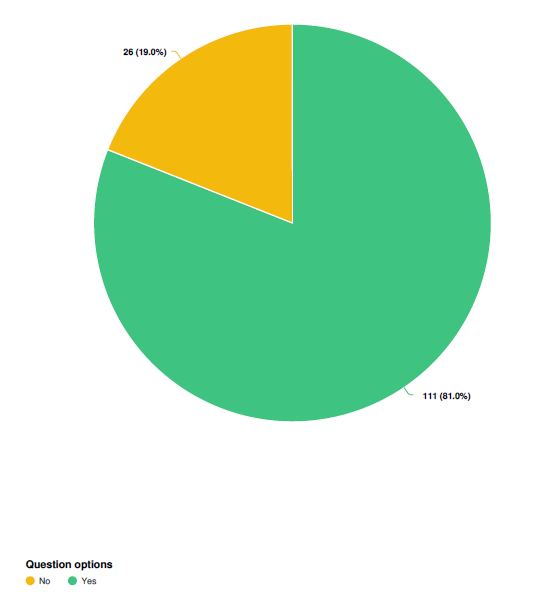 26 (19.0%)
111 (81.0%)
Question options
No Yes